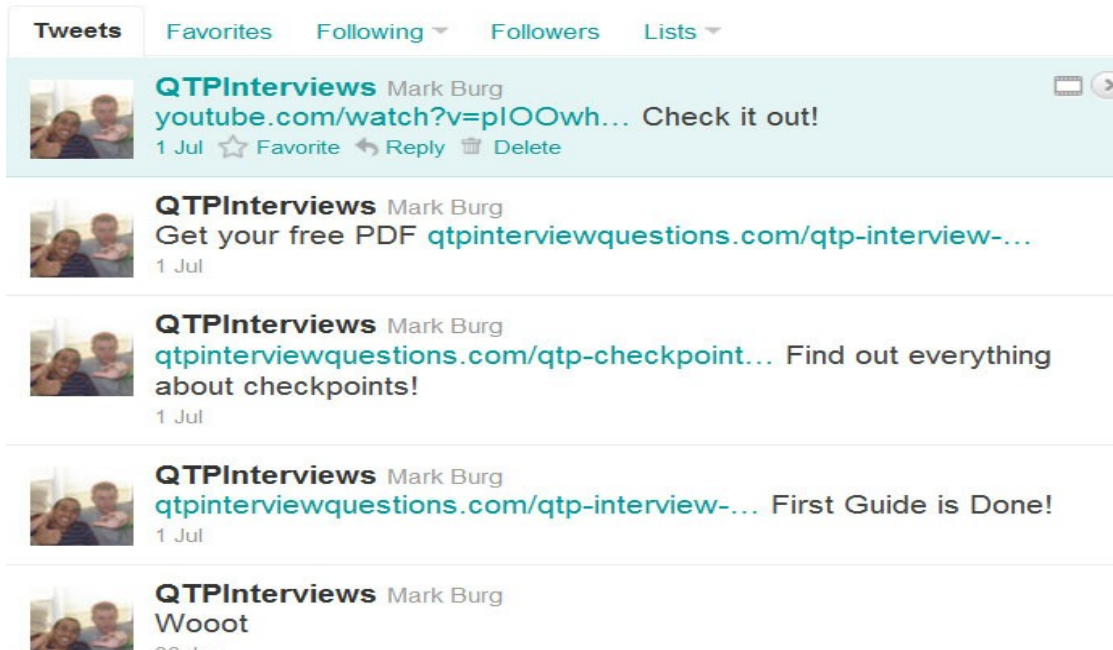 Tweets Favorites Following Followers Lists
QTPInterviews Mark Burg
youtube.com/watch?v=pIOOwh... Check it out!
1 Jul Favorite Reply Delete
QTPInterviews Mark Burg
Get your free PDF qtpinterviewquestions.com/qtp-interview-...
1 Jul
QTPInterviews Mark Burg
qtpinterviewquestions.com/qtp-checkpoint... Find out everything
about checkpoints!
1 Jul
QTPInterviews Mark Burg
qtpinterviewquestions.com/qtp-interview-... First Guide is Done!
1 Jul
QTPInterviews Mark Burg
Wooot